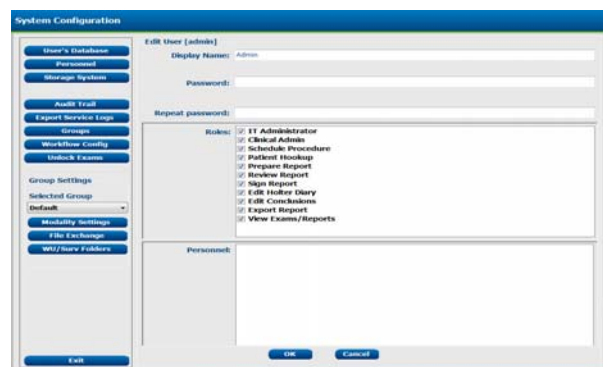 System Configuration
User's Database
Personnel
Storage System
Audit Trail
Export Service Logs
Groups
Workflow Config
Unlock Exams
Group Settings
Selected Group
Default
Modality Settings
File Exchange
WU/Surv Folders
Exit
Edit User [admin]
Display Name: Admin
Password:
Repeat password:
Roles:
IT Administrator
Clinical Admin
Schedule Procedure
Patient Hookup
Prepare Report
Review Report
Sign Report
Edit Holter Diary
Edit Conclusions
Export Report
View Exams/Reports
Personnel:
OK
Cancel